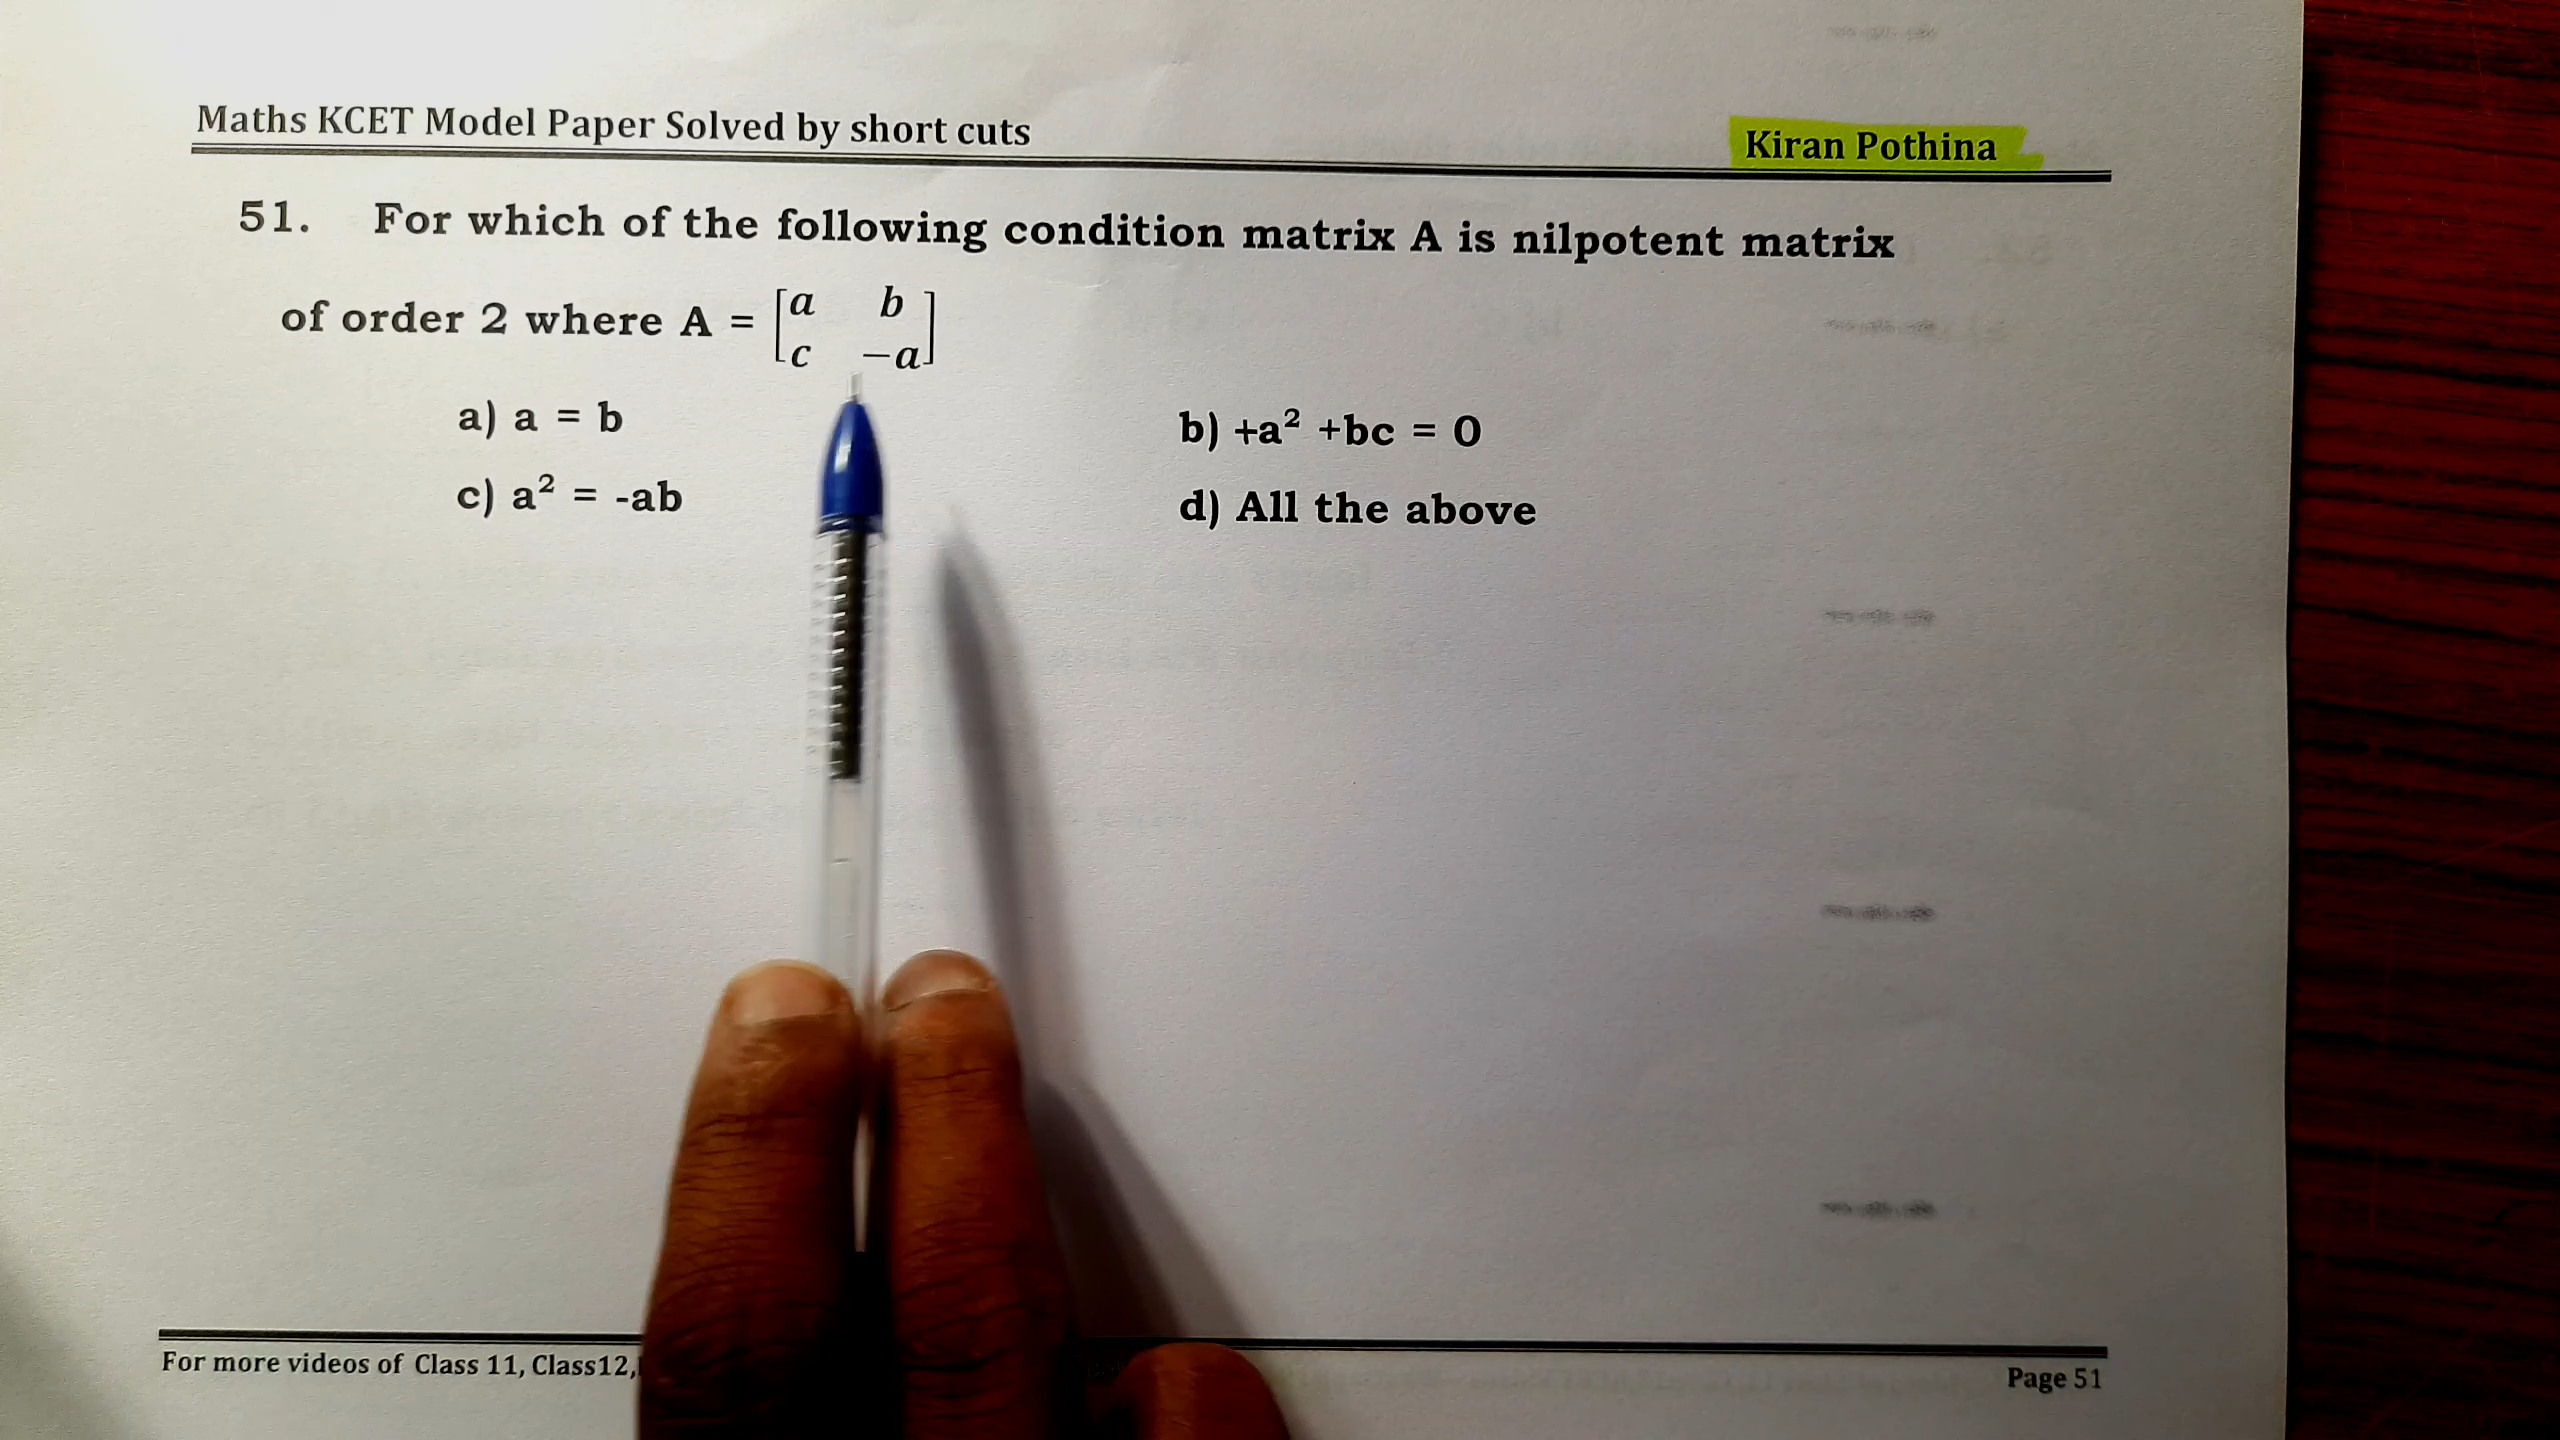 Maths KCET Model Paper Solved by short cuts
Kiran Pothina
51. For which of the following condition matrix A is nilpotent matrix
of order 2 where A = [a b
c −a]
a) a = b
b) +a² +bc = 0
c) a² = -ab
d) All the above
For more videos of Class 11, Class12,
Page 51